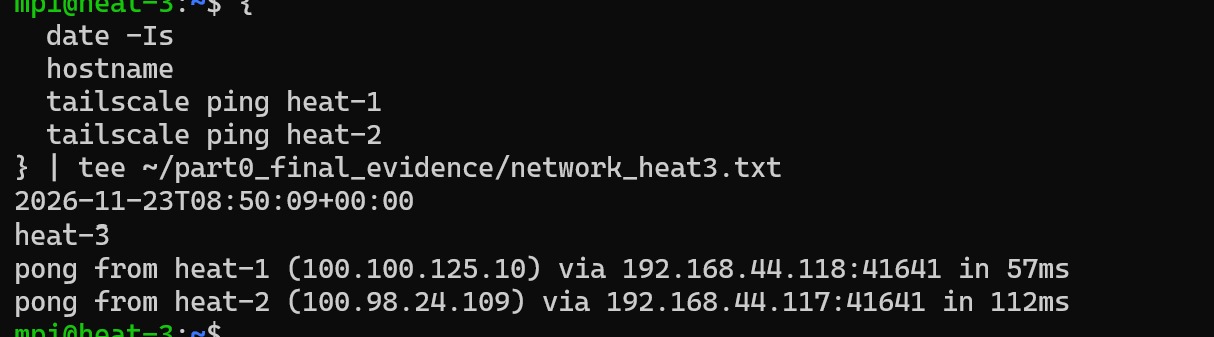 mpi@heat-3:~$ {
  date -Is
  hostname
  tailscale ping heat-1
  tailscale ping heat-2
} | tee ~/part0_final_evidence/network_heat3.txt
2026-11-23T08:50:09+00:00
heat-3
pong from heat-1 (100.100.125.10) via 192.168.44.118:41641 in 57ms
pong from heat-2 (100.98.24.109) via 192.168.44.117:41641 in 112ms
mpi@heat-3:~$